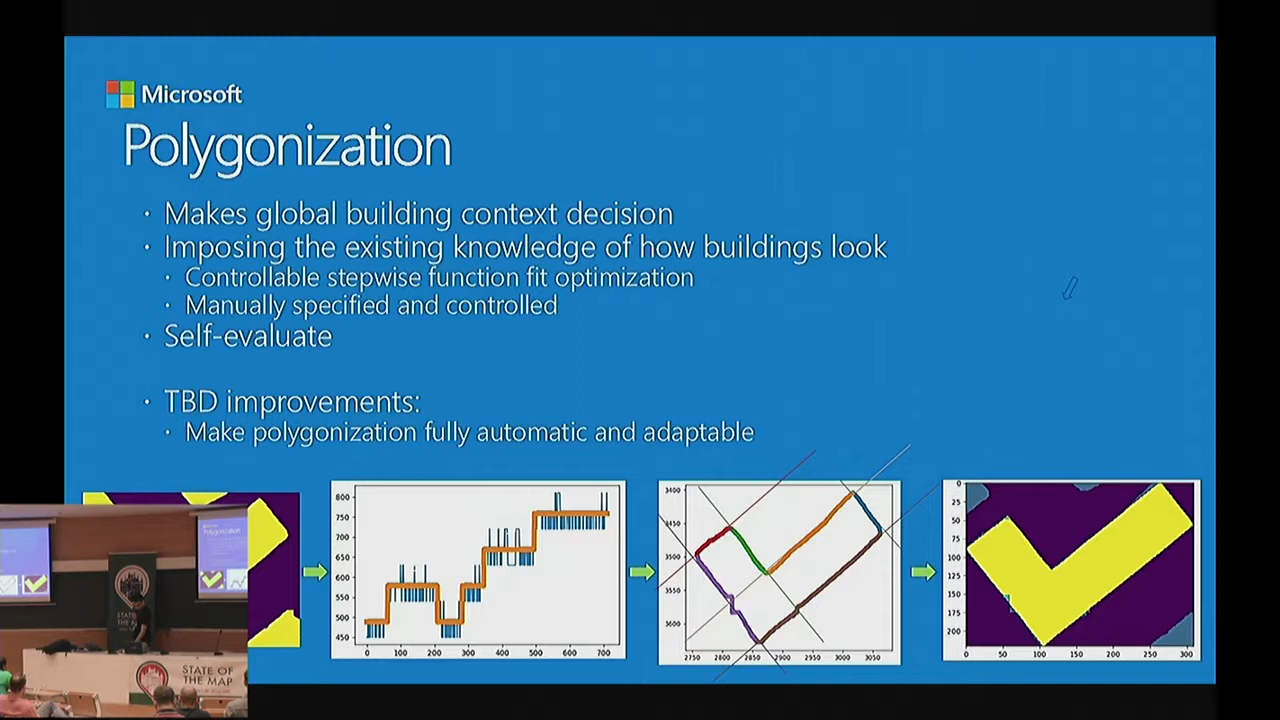 Microsoft
Polygonization
· Makes global building context decision
· Imposing the existing knowledge of how buildings look
· Controllable stepwise function fit optimization
· Manually specified and controlled
· Self-evaluate
· TBD improvements:
· Make polygonization fully automatic and adaptable
800
750
700
650
600
550
500
450
0 100 200 300 400 500 600 700
3400
3450
3500
3550
3600
2750 2800 2850 2900 2950 3000 3050
0
25
50
75
100
125
150
175
200
0 50 100 150 200 250 300
Polygonization
STATE OF
THE MAP